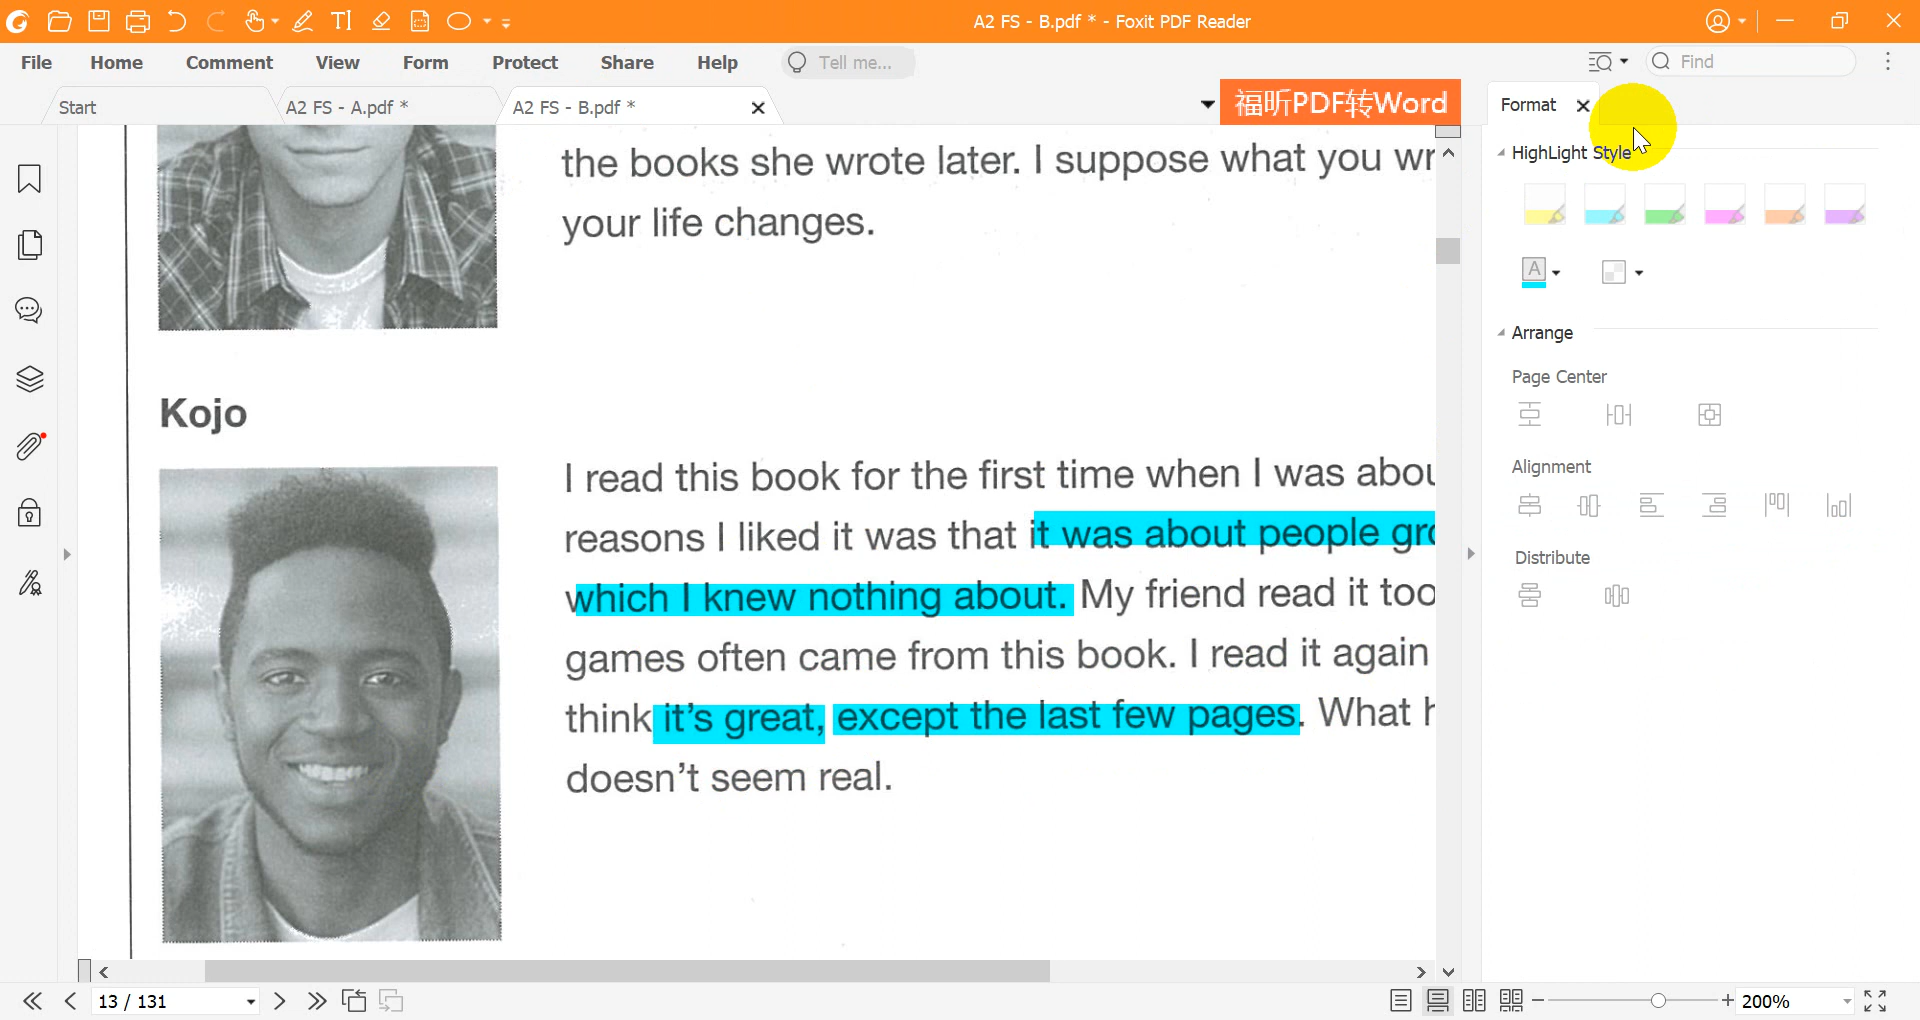 A2 FS - B.pdf * - Foxit PDF Reader
File Home Comment View Form Protect Share Help Tell me... Find
Start A2 FS - A.pdf * A2 FS - B.pdf * 福昕PDF转Word Format
HighLight Style
the books she wrote later. I suppose what you wr
your life changes.
A
Arrange
Page Center
Kojo
Alignment
I read this book for the first time when I was abou
reasons I liked it was that it was about people gro
Distribute
which I knew nothing about. My friend read it too
games often came from this book. I read it again
think it's great, except the last few pages. What h
doesn't seem real.
13 / 131 200%